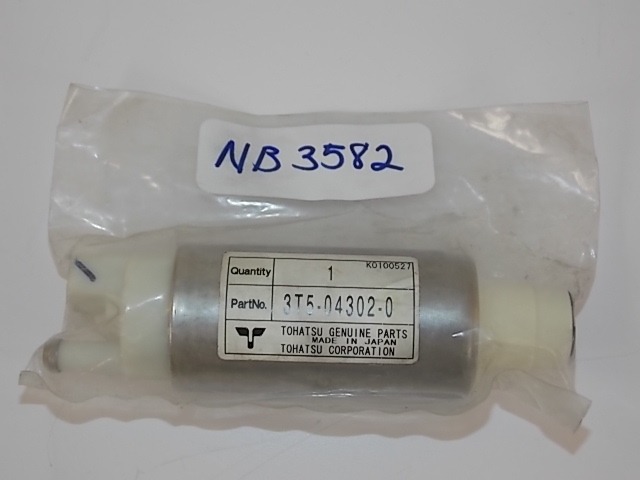 NB 3582
Quantity 1 K0100527
PartNo. 3T5-04302-0
TOHATSU GENUINE PARTS
MADE IN JAPAN
TOHATSU CORPORATION